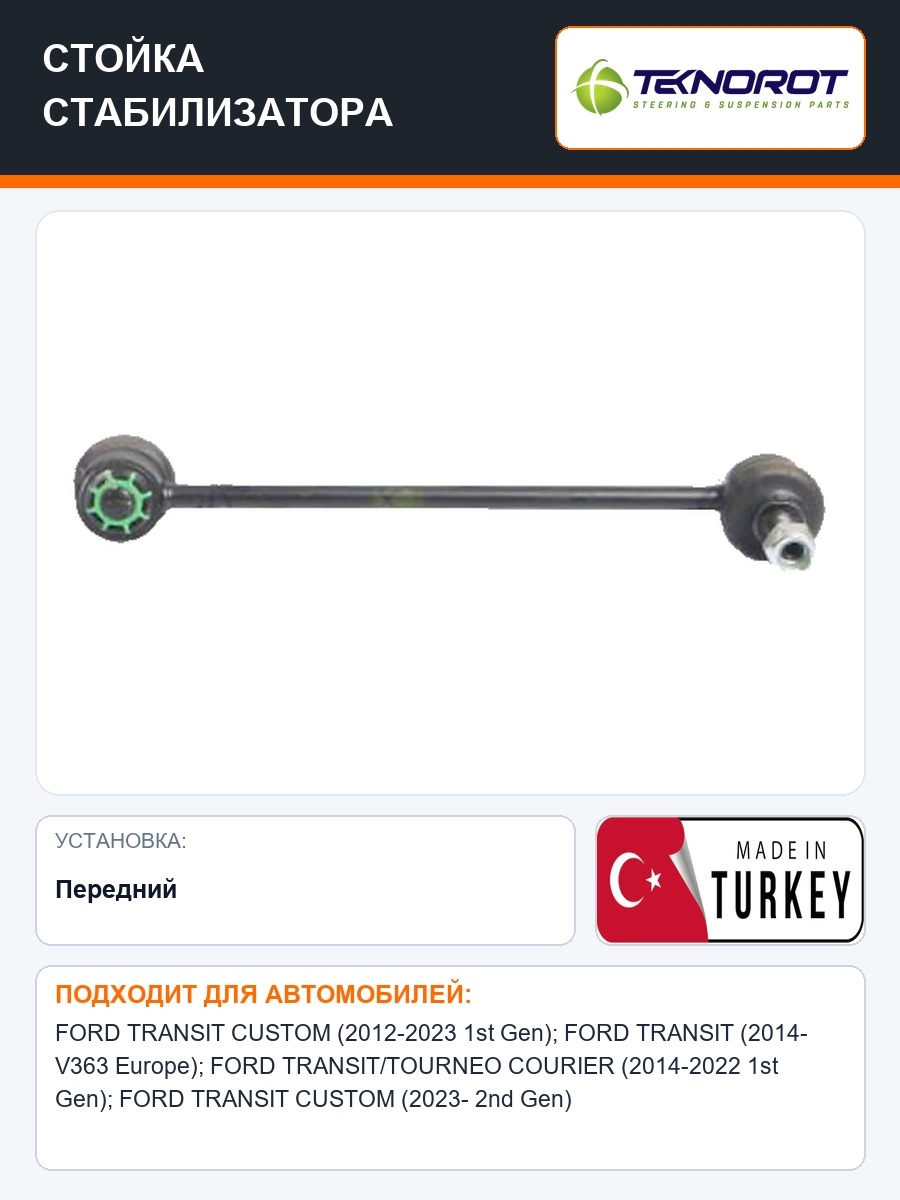 СТОЙКА
СТАБИЛИЗАТОРА
TEKNOROT
STEERING & SUSPENSION PARTS
УСТАНОВКА:
Передний
MADE IN
TURKEY
ПОДХОДИТ ДЛЯ АВТОМОБИЛЕЙ:
FORD TRANSIT CUSTOM (2012-2023 1st Gen); FORD TRANSIT (2014-
V363 Europe); FORD TRANSIT/TOURNEO COURIER (2014-2022 1st
Gen); FORD TRANSIT CUSTOM (2023- 2nd Gen)